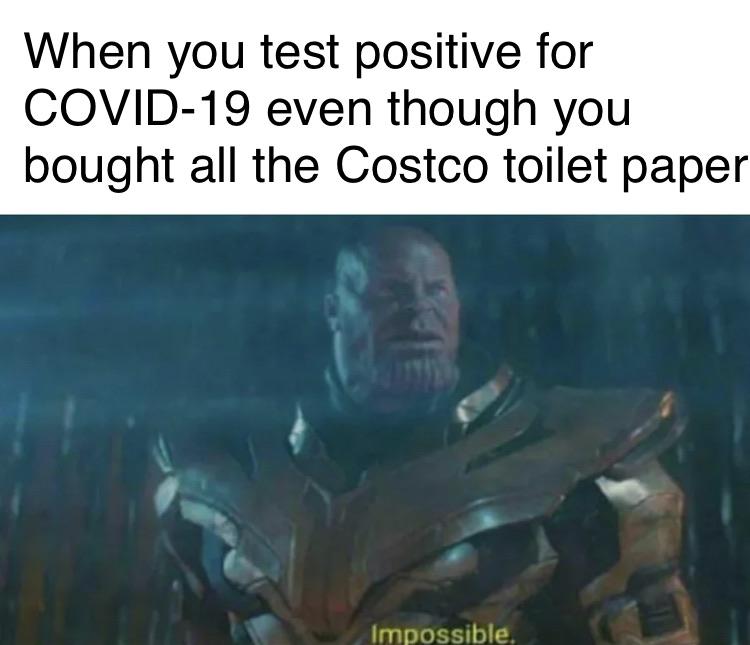 When you test positive for
COVID-19 even though you
bought all the Costco toilet paper
Impossible.